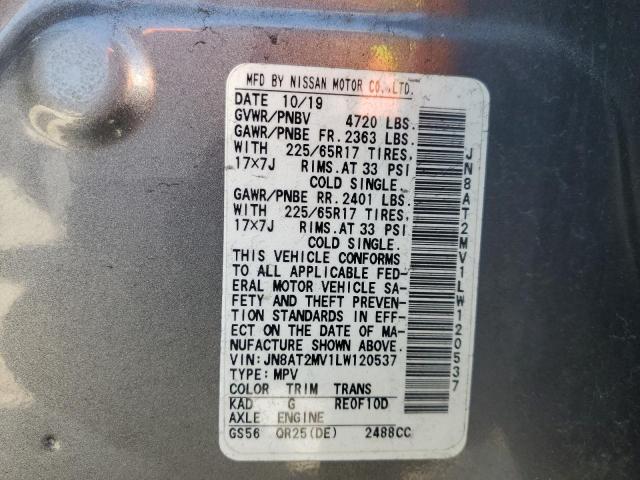 MFD BY NISSAN MOTOR CO.,LTD.
DATE 10/19
GVWR/PNBV 4720 LBS.
GAWR/PNBE FR. 2363 LBS.
WITH 225/65R17 TIRES,
17X7J RIMS. AT 33 PSI
COLD SINGLE.
GAWR/PNBE RR. 2401 LBS.
WITH 225/65R17 TIRES,
17X7J RIMS. AT 33 PSI
COLD SINGLE.
THIS VEHICLE CONFORMS
TO ALL APPLICABLE FED-
ERAL MOTOR VEHICLE SA-
FETY AND THEFT PREVEN-
TION STANDARDS IN EFF-
ECT ON THE DATE OF MA-
NUFACTURE SHOWN ABOVE.
VIN: JN8AT2MV1LW120537
TYPE: MPV
COLOR TRIM TRANS
KAD G RE0F10D
AXLE ENGINE
GS56 QR25(DE) 2488CC
JN8AT2MV1LW120537